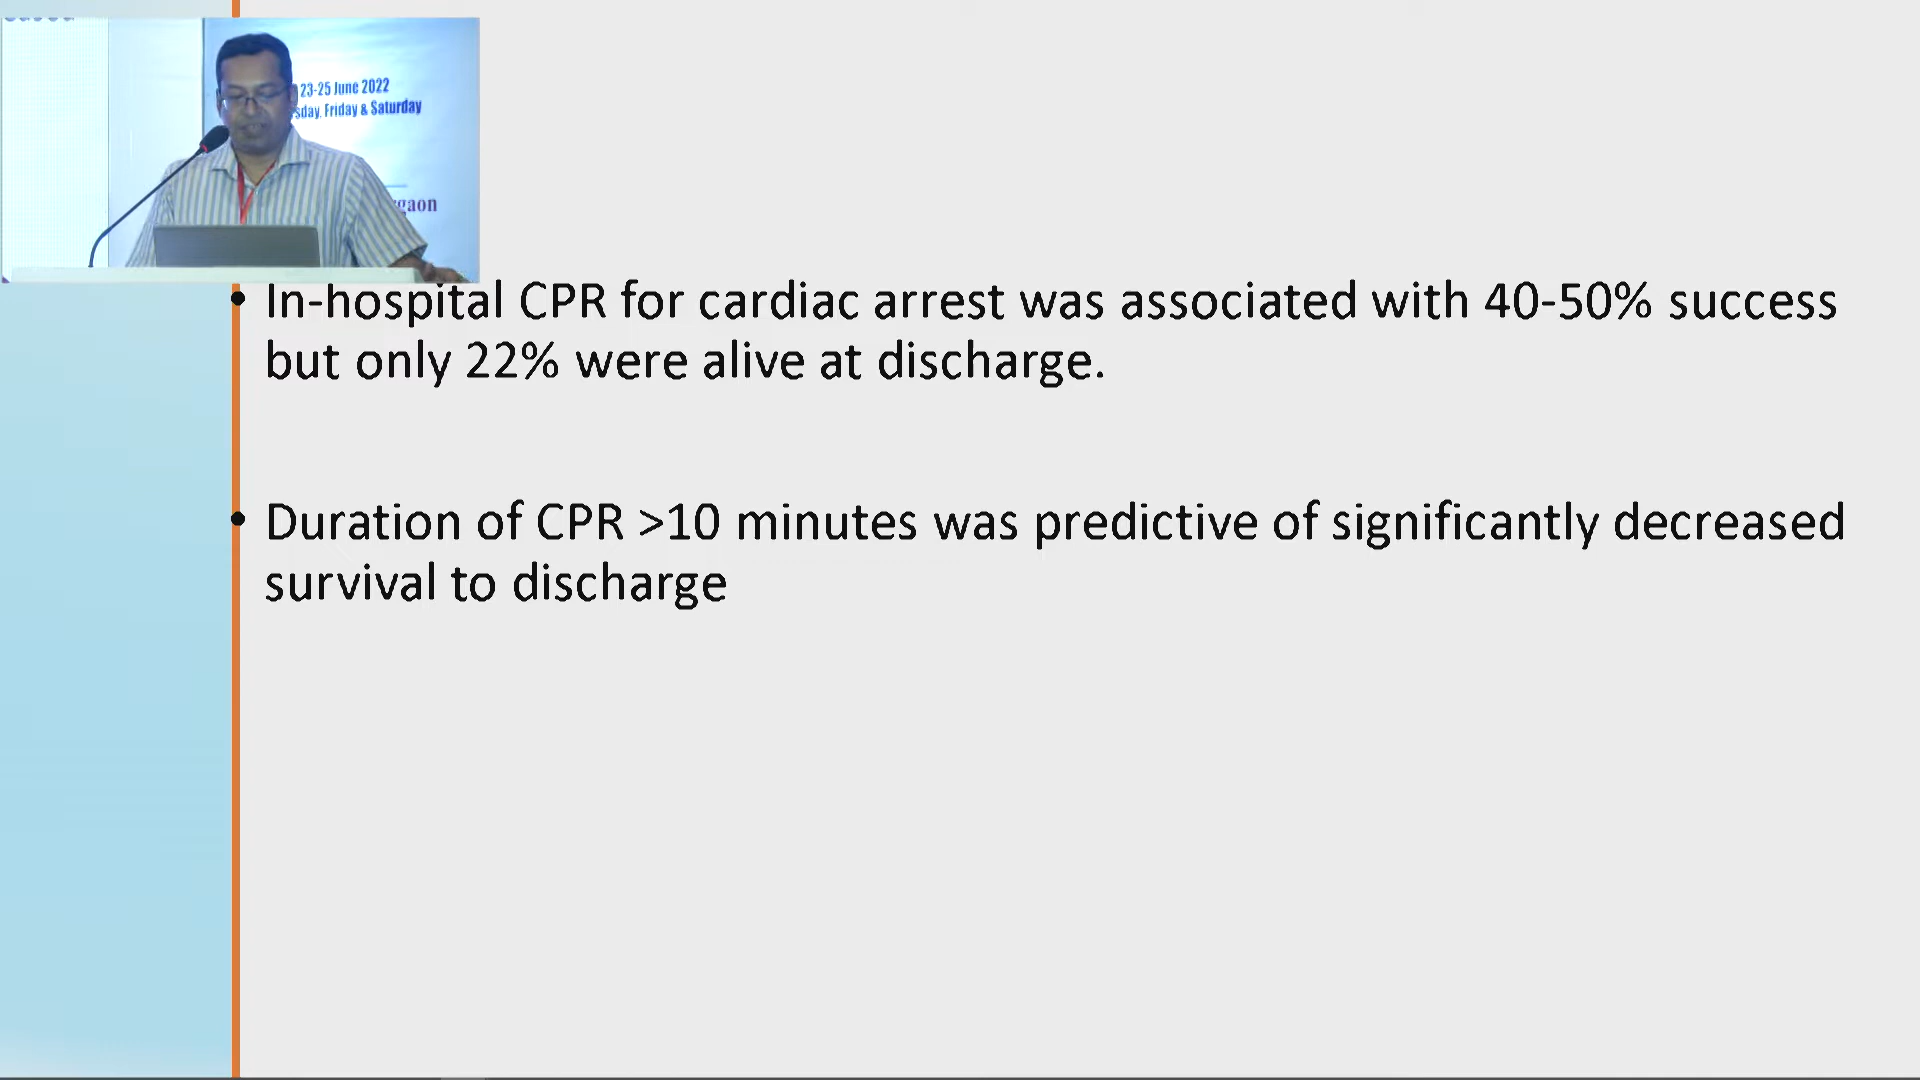 23-25 June 2022
Friday & Saturday
• In-hospital CPR for cardiac arrest was associated with 40-50% success
but only 22% were alive at discharge.
• Duration of CPR >10 minutes was predictive of significantly decreased
survival to discharge